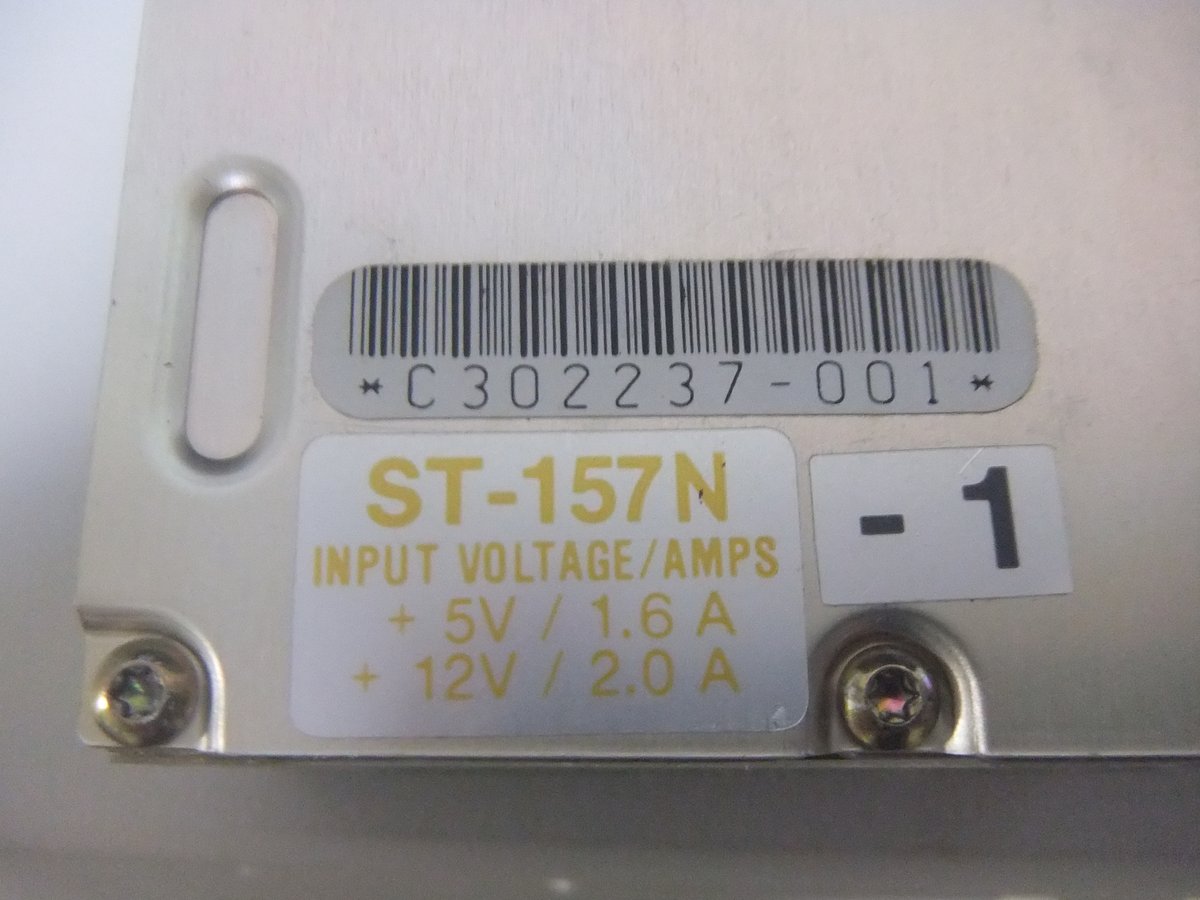 *C302237-001*
ST-157N
INPUT VOLTAGE/AMPS
+ 5V / 1.6 A
+ 12V / 2.0 A
- 1